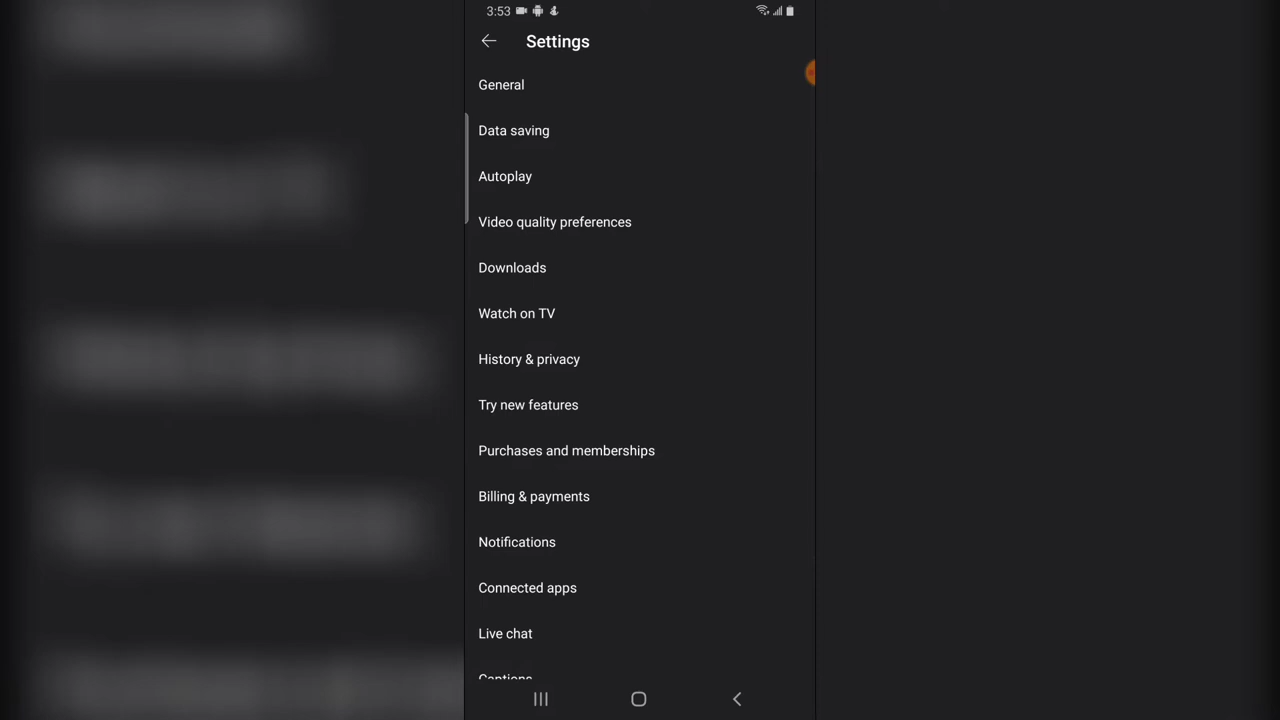 3:53
Settings
General
Data saving
Autoplay
Video quality preferences
Downloads
Watch on TV
History & privacy
Try new features
Purchases and memberships
Billing & payments
Notifications
Connected apps
Live chat
Captions